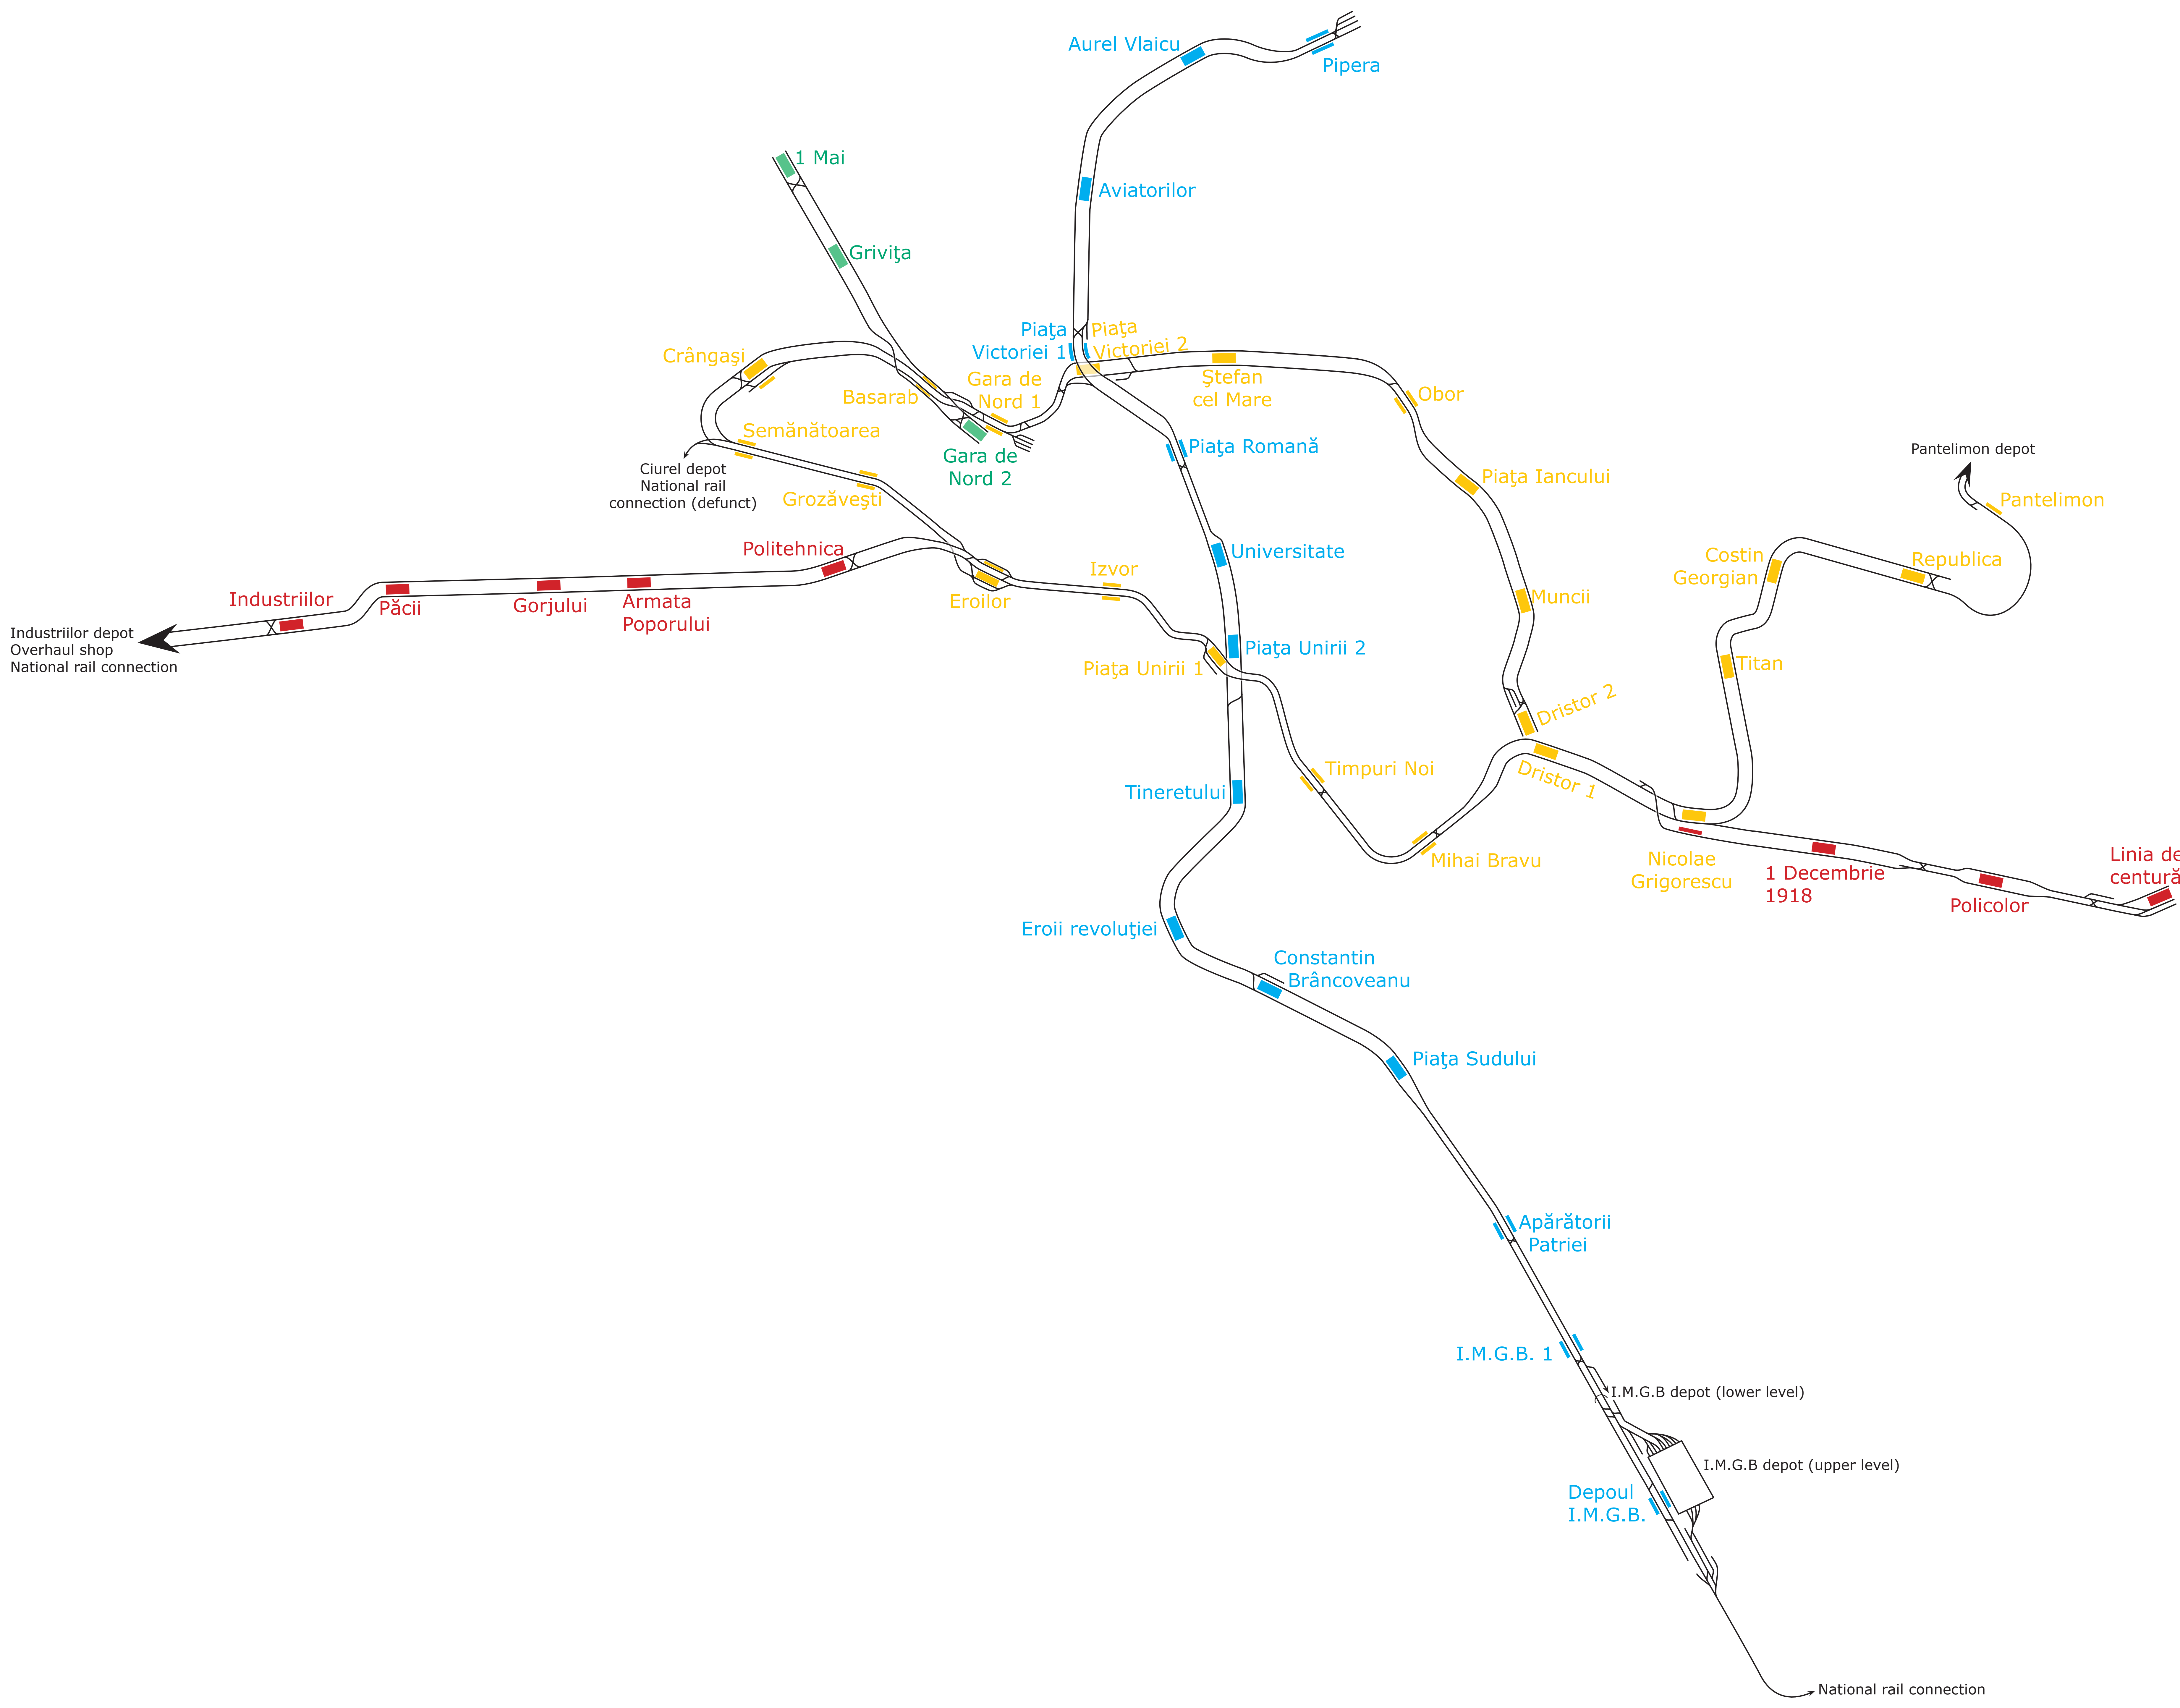 Aurel Vlaicu
Pipera
1 Mai
Aviatorilor
Griviţa
Piaţa
Victoriei 1
Piaţa
Victoriei 2
Crângaşi
Gara de
Nord 1
Ştefan
cel Mare
Basarab
Obor
Semănătoarea
Gara de
Nord 2
Piaţa Romană
Piaţa Iancului
Pantelimon depot
Ciurel depot
National rail
connection (defunct)
Grozăveşti
Pantelimon
Politehnica
Universitate
Costin
Georgian
Republica
Izvor
Eroilor
Industriilor
Păcii
Gorjului
Armata
Poporului
Muncii
Industriilor depot
Overhaul shop
National rail connection
Piaţa Unirii 2
Piaţa Unirii 1
Titan
Dristor 2
Dristor 1
Timpuri Noi
Tineretului
Mihai Bravu
Nicolae
Grigorescu
1 Decembrie
1918
Linia de
centură
Policolor
Eroii revoluţiei
Constantin
Brâncoveanu
Piaţa Sudului
Apărătorii
Patriei
I.M.G.B. 1
I.M.G.B depot (lower level)
I.M.G.B depot (upper level)
Depoul
I.M.G.B.
National rail connection